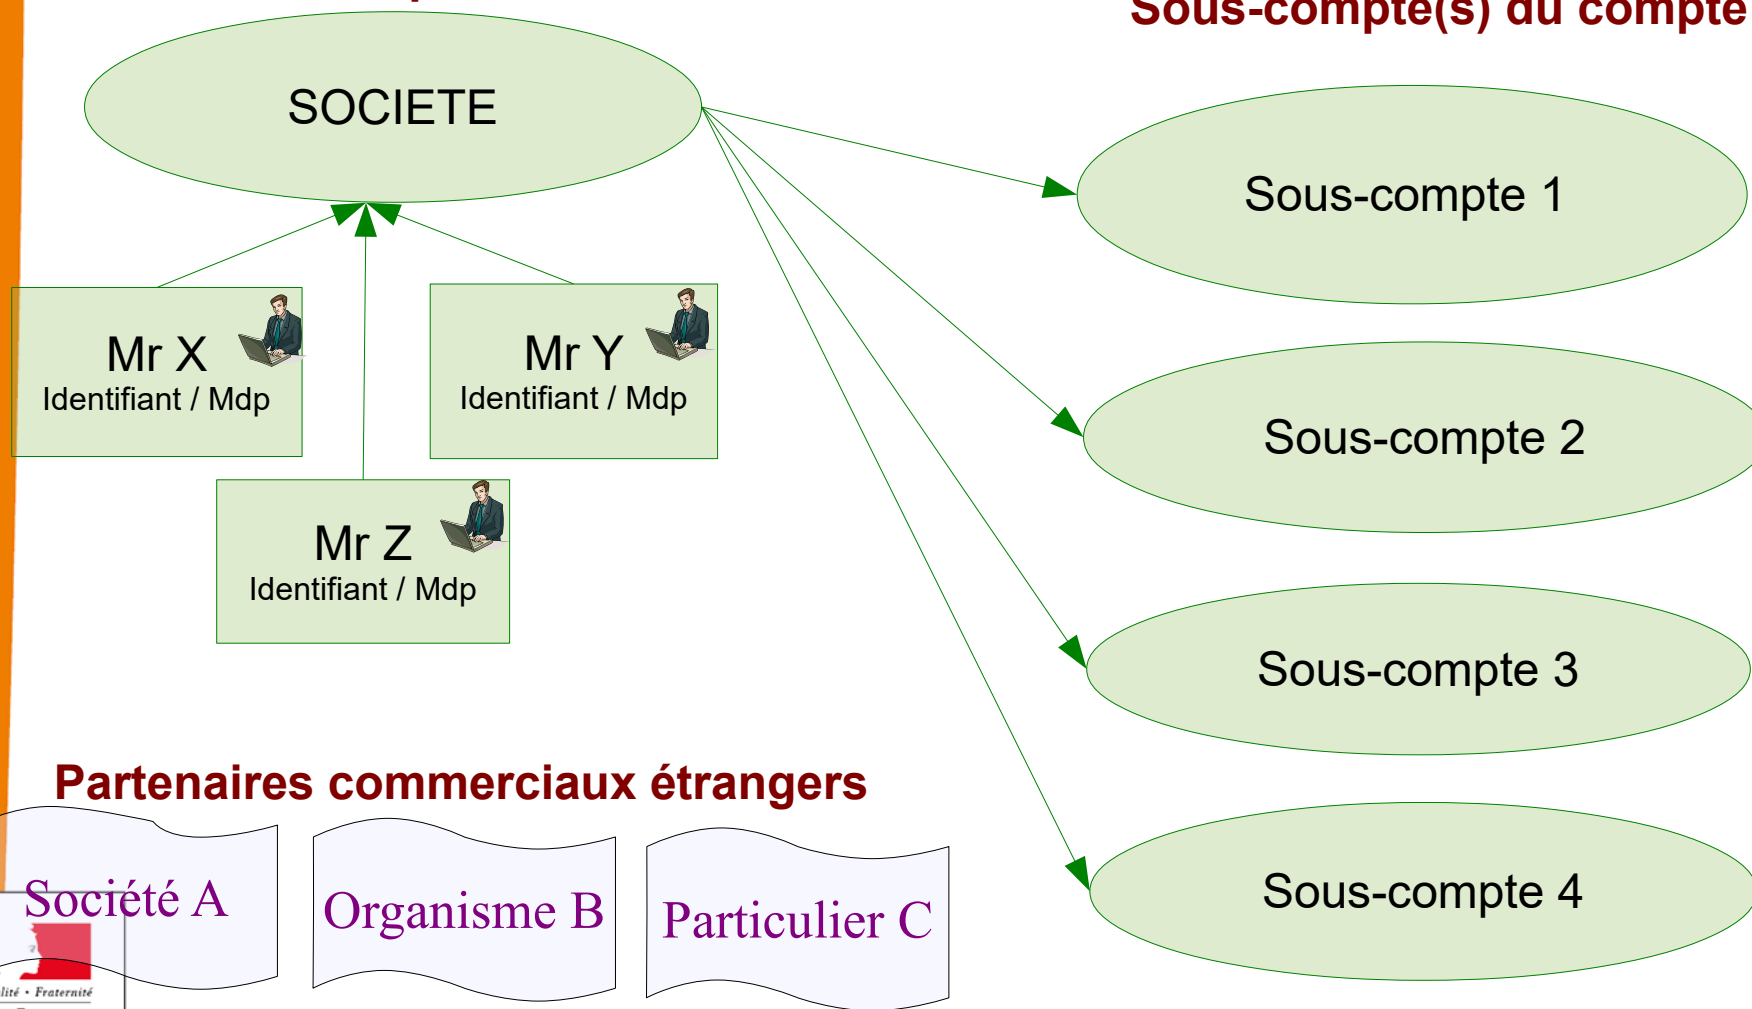 Sous-compte(s) du compte
SOCIETE
Sous-compte 1
Mr X
Identifiant / Mdp
Mr Y
Identifiant / Mdp
Sous-compte 2
Mr Z
Identifiant / Mdp
Sous-compte 3
Partenaires commerciaux étrangers
Société A
Organisme B
Particulier C
Sous-compte 4
lité • Fraternité